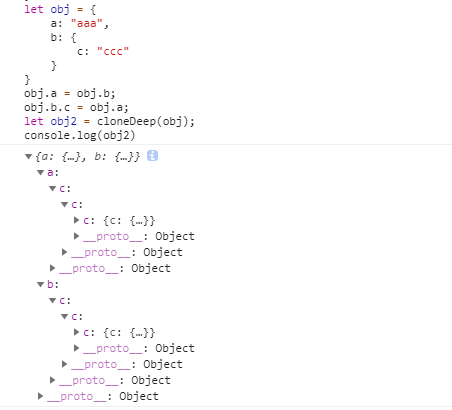 let obj = {
a: "aaa",
b: {
c: "ccc"
}
}
obj.a = obj.b;
obj.b.c = obj.a;
let obj2 = cloneDeep(obj);
console.log(obj2)
{a: {…}, b: {…}} i
a:
c:
c:
c: {c: {…}}
__proto__: Object
__proto__: Object
__proto__: Object
b:
c:
c:
c: {c: {…}}
__proto__: Object
__proto__: Object
__proto__: Object
__proto__: Object